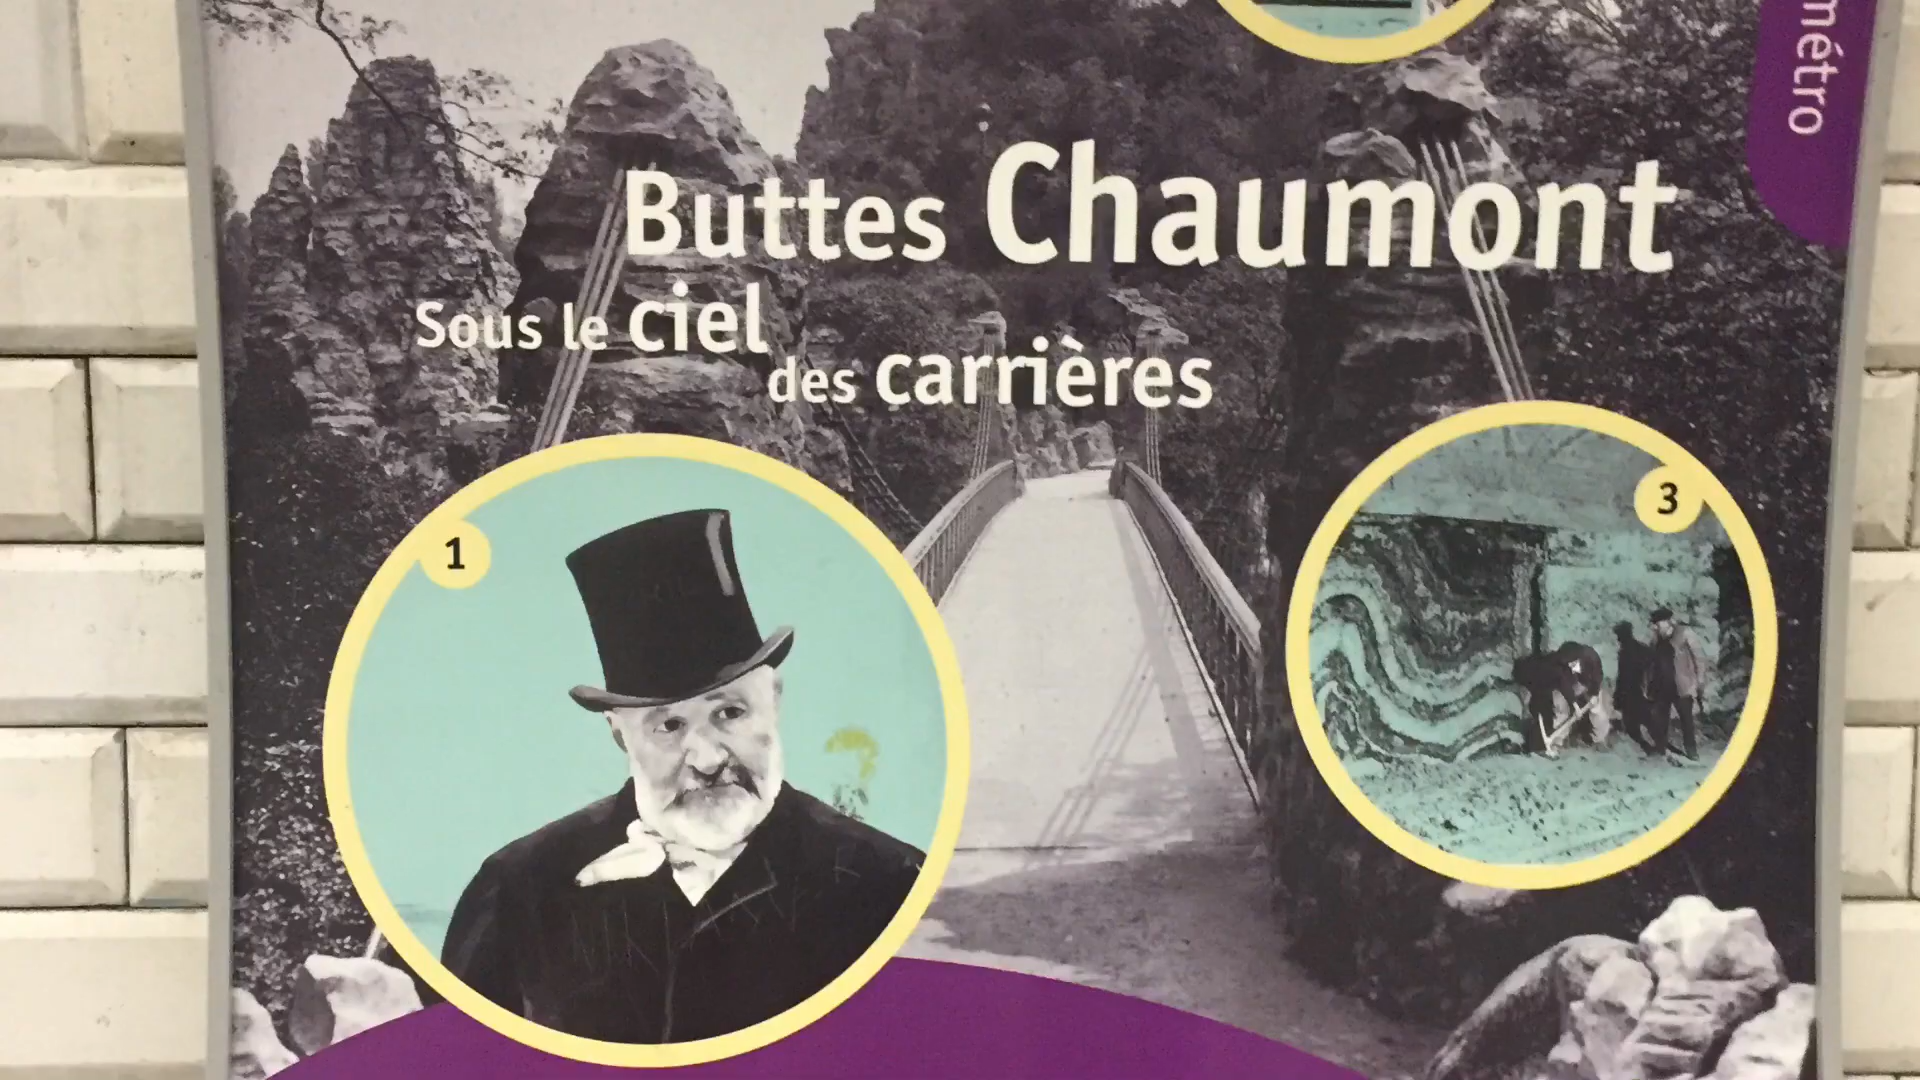 métro
Buttes Chaumont
Sous le ciel
des carrières
1
3